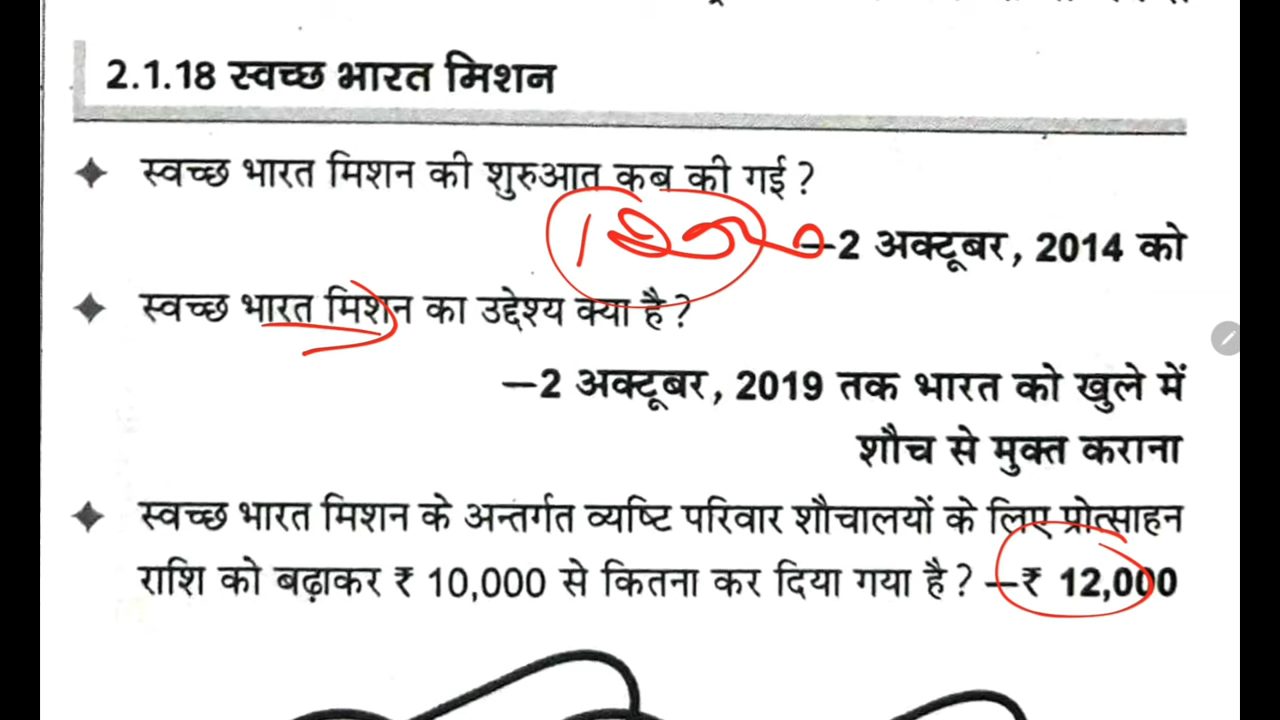 2.1.18 स्वच्छ भारत मिशन
स्वच्छ भारत मिशन की शुरुआत कब की गई ?
—2 अक्टूबर, 2014 को
स्वच्छ भारत मिशन का उद्देश्य क्या है ?
—2 अक्टूबर, 2019 तक भारत को खुले में
शौच से मुक्त कराना
स्वच्छ भारत मिशन के अन्तर्गत व्यष्टि परिवार शौचालयों के लिए प्रोत्साहन
राशि को बढ़ाकर ₹ 10,000 से कितना कर दिया गया है ? —₹ 12,000